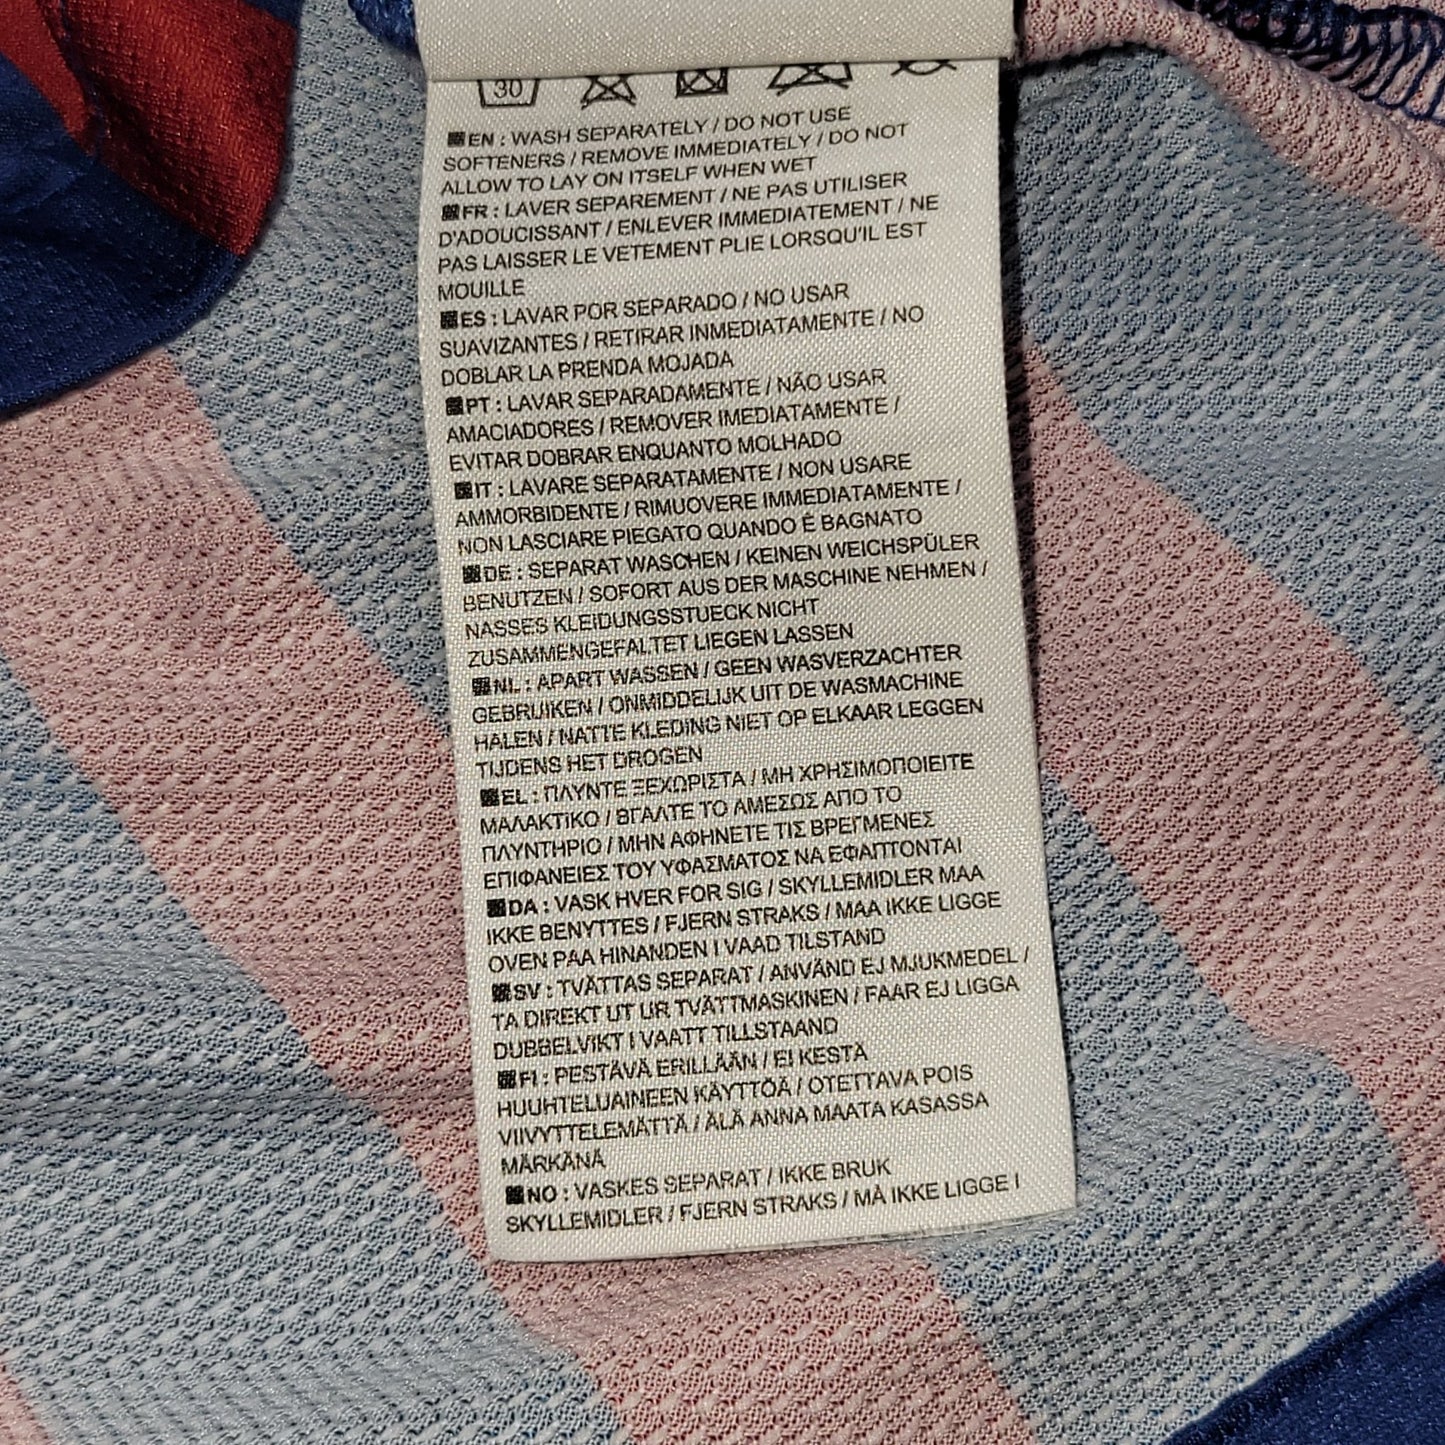 30
EN : WASH SEPARATELY / DO NOT USE
SOFTENERS / REMOVE IMMEDIATELY / DO NOT
ALLOW TO LAY ON ITSELF WHEN WET
FR : LAVER SEPAREMENT / NE PAS UTILISER
D'ADOUCISSANT / ENLEVER IMMEDIATEMENT / NE
PAS LAISSER LE VETEMENT PLIE LORSQU'IL EST
MOUILLE
ES : LAVAR POR SEPARADO / NO USAR
SUAVIZANTES / RETIRAR INMEDIATAMENTE / NO
DOBLAR LA PRENDA MOJADA
PT : LAVAR SEPARADAMENTE / NÃO USAR
AMACIADORES / REMOVER IMEDIATAMENTE /
EVITAR DOBRAR ENQUANTO MOLHADO
IT : LAVARE SEPARATAMENTE / NON USARE
AMMORBIDENTE / RIMUOVERE IMMEDIATAMENTE /
NON LASCIARE PIEGATO QUANDO È BAGNATO
DE : SEPARAT WASCHEN / KEINEN WEICHSPÜLER
BENUTZEN / SOFORT AUS DER MASCHINE NEHMEN /
NASSES KLEIDUNGSSTUECK NICHT
ZUSAMMENGEFALTET LIEGEN LASSEN
NL : APART WASSEN / GEEN WASVERZACHTER
GEBRUIKEN / ONMIDDELIJK UIT DE WASMACHINE
HALEN / NATTE KLEDING NIET OP ELKAAR LEGGEN
TIJDENS HET DROGEN
EL : ΠΛΥΝΤΕ ΞΕΧΩΡΙΣΤΑ / ΜΗ ΧΡΗΣΙΜΟΠΟΙΕΙΤΕ
ΜΑΛΑΚΤΙΚΟ / ΒΓΑΛΤΕ ΤΟ ΑΜΕΣΩΣ ΑΠΟ ΤΟ
ΠΛΥΝΤΗΡΙΟ / ΜΗΝ ΑΦΗΝΕΤΕ ΤΙΣ ΒΡΕΓΜΕΝΕΣ
ΕΠΙΦΑΝΕΙΕΣ ΤΟΥ ΥΦΑΣΜΑΤΟΣ ΝΑ ΕΦΑΠΤΟΝΤΑΙ
DA : VASK HVER FOR SIG / SKYLLEMIDLER MAA
IKKE BENYTTES / FJERN STRAKS / MAA IKKE LIGGE
OVEN PAA HINANDEN I VAAD TILSTAND
SV : TVÄTTAS SEPARAT / ANVÄND EJ MJUKMEDEL /
TA DIREKT UT UR TVÄTTMASKINEN / FAAR EJ LIGGA
DUBBELVIKT I VAATT TILLSTAAND
FI : PESTÄVÄ ERILLÄÄN / EI KESTÄ
HUUHTELUAINEEN KÄYTTÖÄ / OTETTAVA POIS
VIIVYTTELEMÄTTÄ / ÄLÄ ANNA MAATA KASASSA
MÄRKÄNÄ
NO : VASKES SEPARAT / IKKE BRUK
SKYLLEMIDLER / FJERN STRAKS / MÅ IKKE LIGGE I